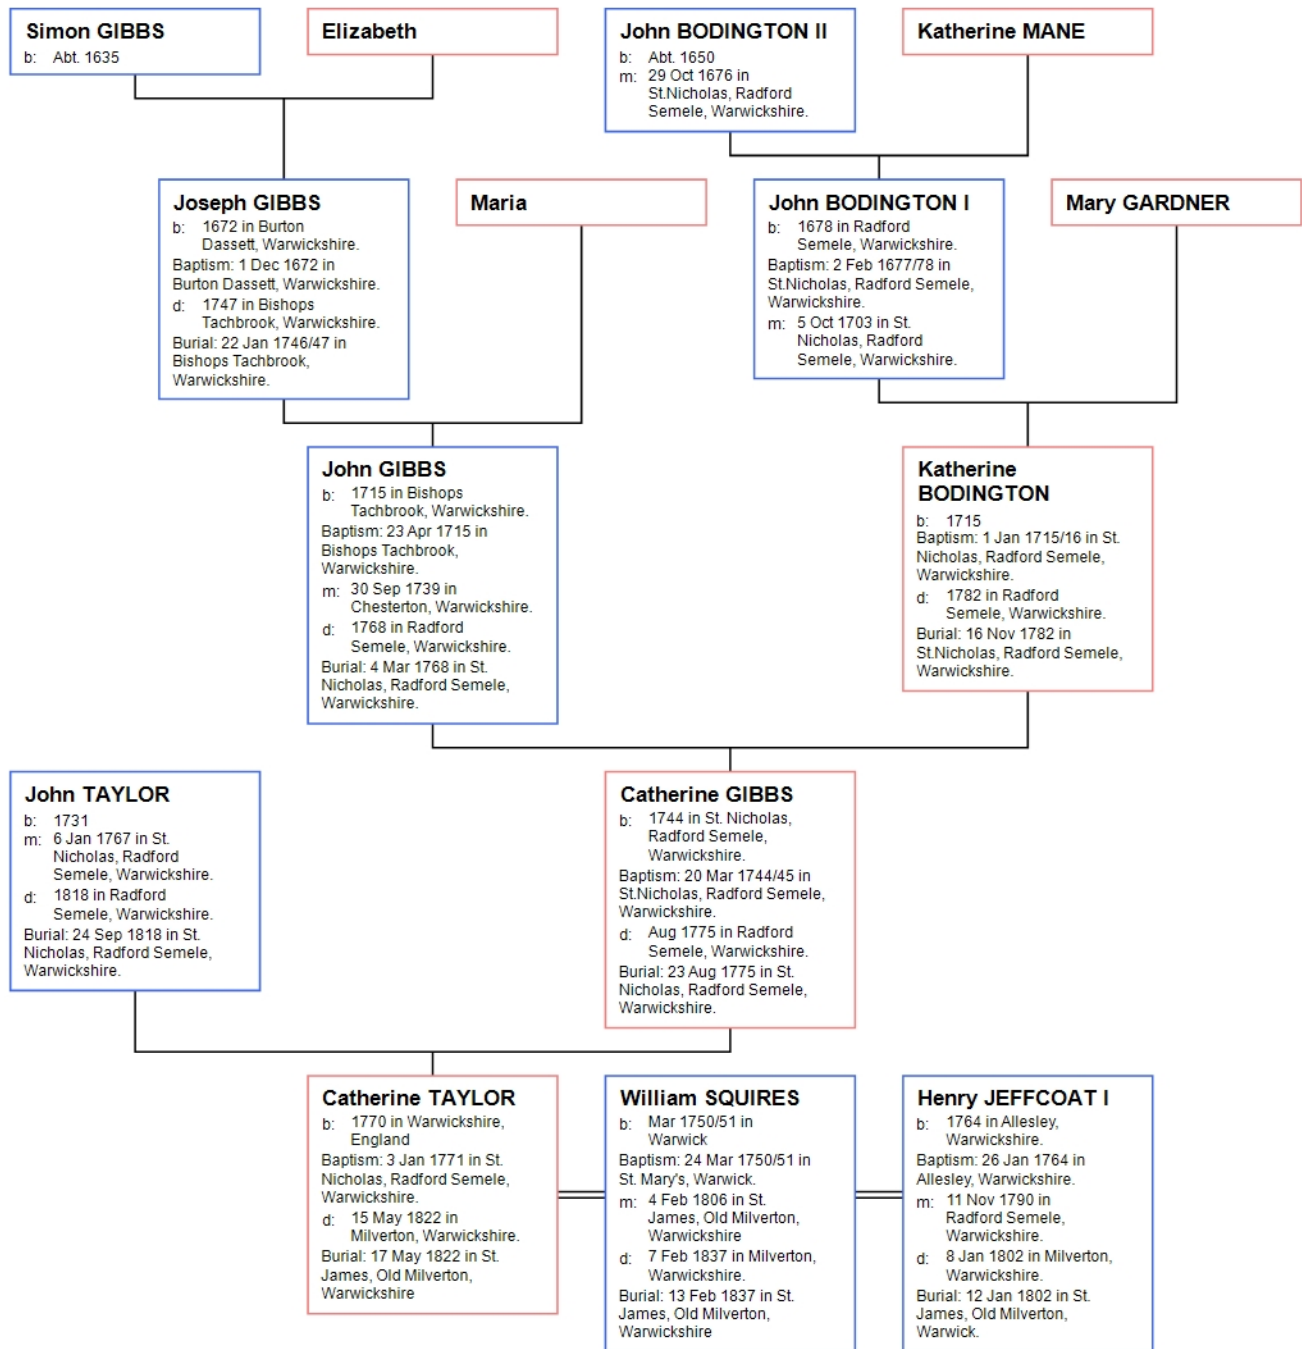 Simon GIBBS
b: Abt. 1635
Elizabeth
John BODINGTON II
b: Abt. 1650
m: 29 Oct 1676 in
St.Nicholas, Radford
Semele, Warwickshire.
Katherine MANE
Joseph GIBBS
b: 1672 in Burton
Dassett, Warwickshire.
Baptism: 1 Dec 1672 in
Burton Dassett, Warwickshire.
d: 1747 in Bishops
Tachbrook, Warwickshire.
Burial: 22 Jan 1746/47 in
Bishops Tachbrook,
Warwickshire.
Maria
John BODINGTON I
b: 1678 in Radford
Semele, Warwickshire.
Baptism: 2 Feb 1677/78 in
St.Nicholas, Radford Semele,
Warwickshire.
m: 5 Oct 1703 in St.
Nicholas, Radford
Semele, Warwickshire.
Mary GARDNER
John GIBBS
b: 1715 in Bishops
Tachbrook, Warwickshire.
Baptism: 23 Apr 1715 in
Bishops Tachbrook,
Warwickshire.
m: 30 Sep 1739 in
Chesterton, Warwickshire.
d: 1768 in Radford
Semele, Warwickshire.
Burial: 4 Mar 1768 in St.
Nicholas, Radford Semele,
Warwickshire.
Katherine
BODINGTON
b: 1715
Baptism: 1 Jan 1715/16 in St.
Nicholas, Radford Semele,
Warwickshire.
d: 1782 in Radford
Semele, Warwickshire.
Burial: 16 Nov 1782 in
St.Nicholas, Radford Semele,
Warwickshire.
John TAYLOR
b: 1731
m: 6 Jan 1767 in St.
Nicholas, Radford
Semele, Warwickshire.
d: 1818 in Radford
Semele, Warwickshire.
Burial: 24 Sep 1818 in St.
Nicholas, Radford Semele,
Warwickshire.
Catherine GIBBS
b: 1744 in St. Nicholas,
Radford Semele,
Warwickshire.
Baptism: 20 Mar 1744/45 in
St.Nicholas, Radford Semele,
Warwickshire.
d: Aug 1775 in Radford
Semele, Warwickshire.
Burial: 23 Aug 1775 in St.
Nicholas, Radford Semele,
Warwickshire.
Catherine TAYLOR
b: 1770 in Warwickshire,
England
Baptism: 3 Jan 1771 in St.
Nicholas, Radford Semele,
Warwickshire.
d: 15 May 1822 in
Milverton, Warwickshire.
Burial: 17 May 1822 in St.
James, Old Milverton,
Warwickshire
William SQUIRES
b: Mar 1750/51 in
Warwick
Baptism: 24 Mar 1750/51 in
St. Mary's, Warwick.
m: 4 Feb 1806 in St.
James, Old Milverton,
Warwickshire
d: 7 Feb 1837 in Milverton,
Warwickshire.
Burial: 13 Feb 1837 in St.
James, Old Milverton,
Warwickshire
Henry JEFFCOAT I
b: 1764 in Allesley,
Warwickshire.
Baptism: 26 Jan 1764 in
Allesley, Warwickshire.
m: 11 Nov 1790 in
Radford Semele,
Warwickshire.
d: 8 Jan 1802 in Milverton,
Warwickshire.
Burial: 12 Jan 1802 in St.
James, Old Milverton,
Warwick.